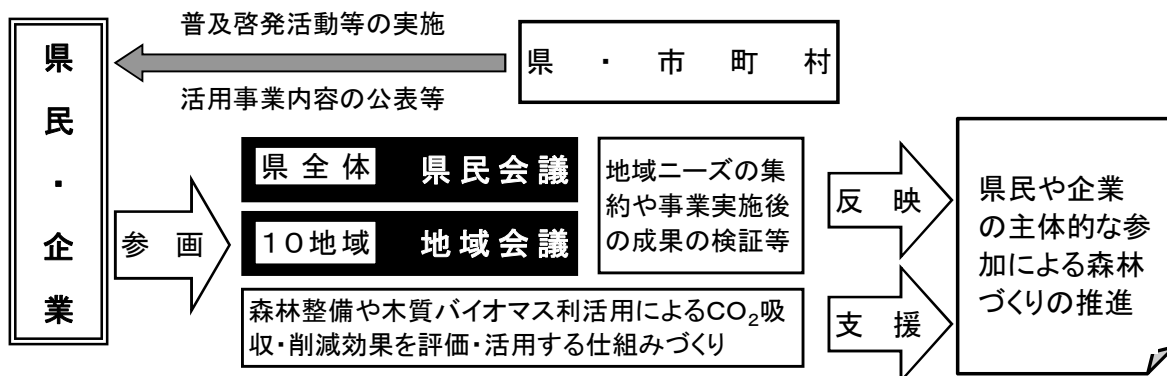 県民・企業
普及啓発活動等の実施
活用事業内容の公表等
県・市町村
参画
県全体 県民会議
10地域 地域会議
地域ニーズの集
約や事業実施後
の成果の検証等
森林整備や木質バイオマス利活用によるCO₂吸
収・削減効果を評価・活用する仕組みづくり
反映
支援
県民や企業
の主体的な参
加による森林
づくりの推進